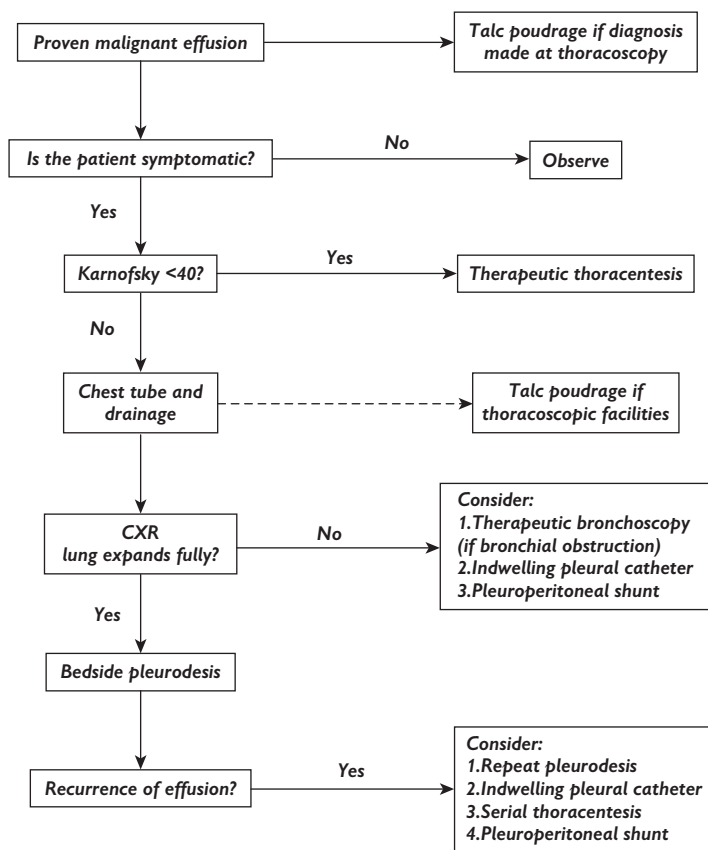 Proven malignant effusion
Talc poudrage if diagnosis
made at thoracoscopy
Is the patient symptomatic?
No
Observe
Yes
Karnofsky <40?
Yes
Therapeutic thoracentesis
No
Chest tube and
drainage
Talc poudrage if
thoracoscopic facilities
CXR
lung expands fully?
No
Consider:
1.Therapeutic bronchoscopy
(if bronchial obstruction)
2.Indwelling pleural catheter
3.Pleuroperitoneal shunt
Yes
Bedside pleurodesis
Recurrence of effusion?
Yes
Consider:
1.Repeat pleurodesis
2.Indwelling pleural catheter
3.Serial thoracentesis
4.Pleuroperitoneal shunt